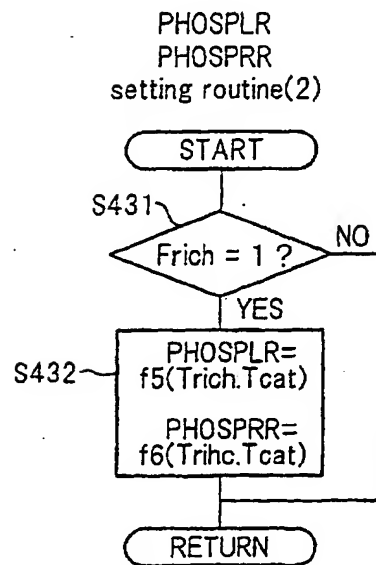 PHOSPLR
PHOSPRR
setting routine(2)
START
S431
Frich = 1 ?
NO
YES
S432
PHOSPLR=
f5(Trich.Tcat)
PHOSPRR=
f6(Trihc.Tcat)
RETURN